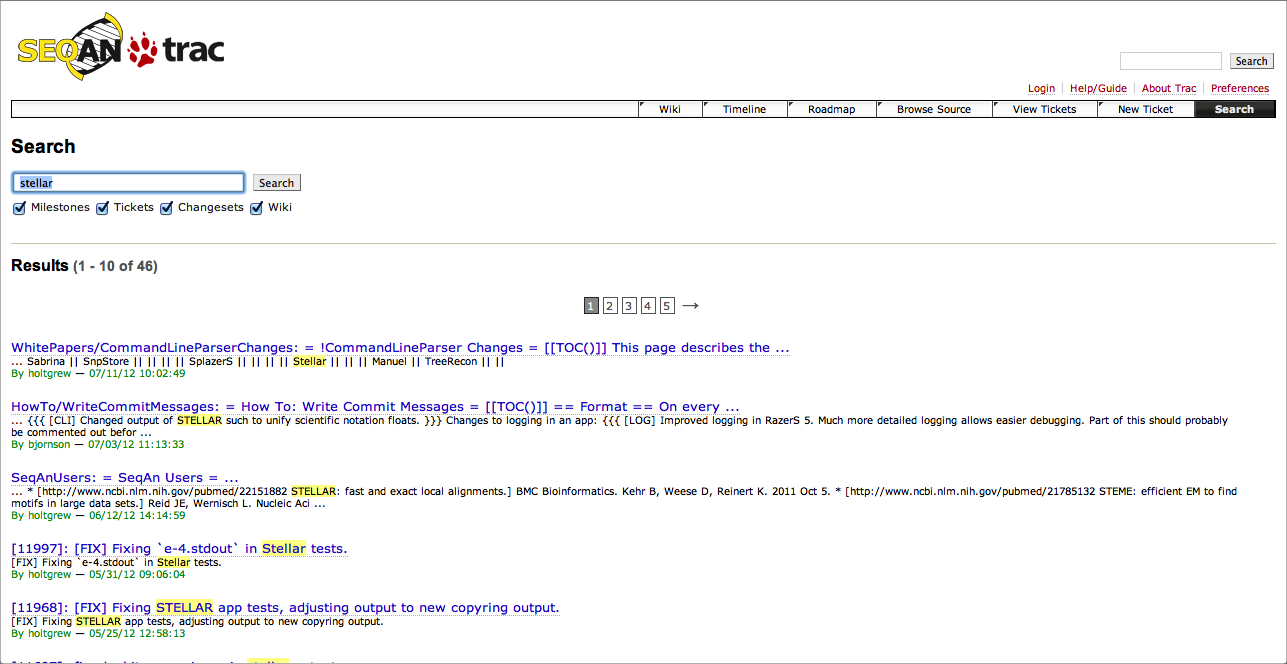 SEQAN trac
Search
Login Help/Guide About Trac Preferences
Wiki Timeline Roadmap Browse Source View Tickets New Ticket Search
Search
stellar Search
Milestones Tickets Changesets Wiki
Results (1 - 10 of 46)
1 2 3 4 5 →
WhitePapers/CommandLineParserChanges: = !CommandLineParser Changes = [[TOC()]] This page describes the ...
... Sabrina || SnpStore || || || || SplazerS || || || || Stellar || || || Manuel || TreeRecon || ||
By holtgrew — 07/11/12 10:02:49
HowTo/WriteCommitMessages: = How To: Write Commit Messages = [[TOC()]] == Format == On every ...
... {{{ [CLI] Changed output of STELLAR such to unify scientific notation floats. }}} Changes to logging in an app: {{{ [LOG] Improved logging in RazerS 5. Much more detailed logging allows easier debugging. Part of this should probably
be commented out befor ...
By bjornson — 07/03/12 11:13:33
SeqAnUsers: = SeqAn Users = ...
... * [http://www.ncbi.nlm.nih.gov/pubmed/22151882 STELLAR: fast and exact local alignments.] BMC Bioinformatics. Kehr B, Weese D, Reinert K. 2011 Oct 5. * [http://www.ncbi.nlm.nih.gov/pubmed/21785132 STEME: efficient EM to find
motifs in large data sets.] Reid JE, Wernisch L. Nucleic Aci ...
By holtgrew — 06/12/12 14:14:59
[11997]: [FIX] Fixing `e-4.stdout` in Stellar tests.
[FIX] Fixing `e-4.stdout` in Stellar tests.
By holtgrew — 05/31/12 09:06:04
[11968]: [FIX] Fixing STELLAR app tests, adjusting output to new copyring output.
[FIX] Fixing STELLAR app tests, adjusting output to new copyring output.
By holtgrew — 05/25/12 12:58:13